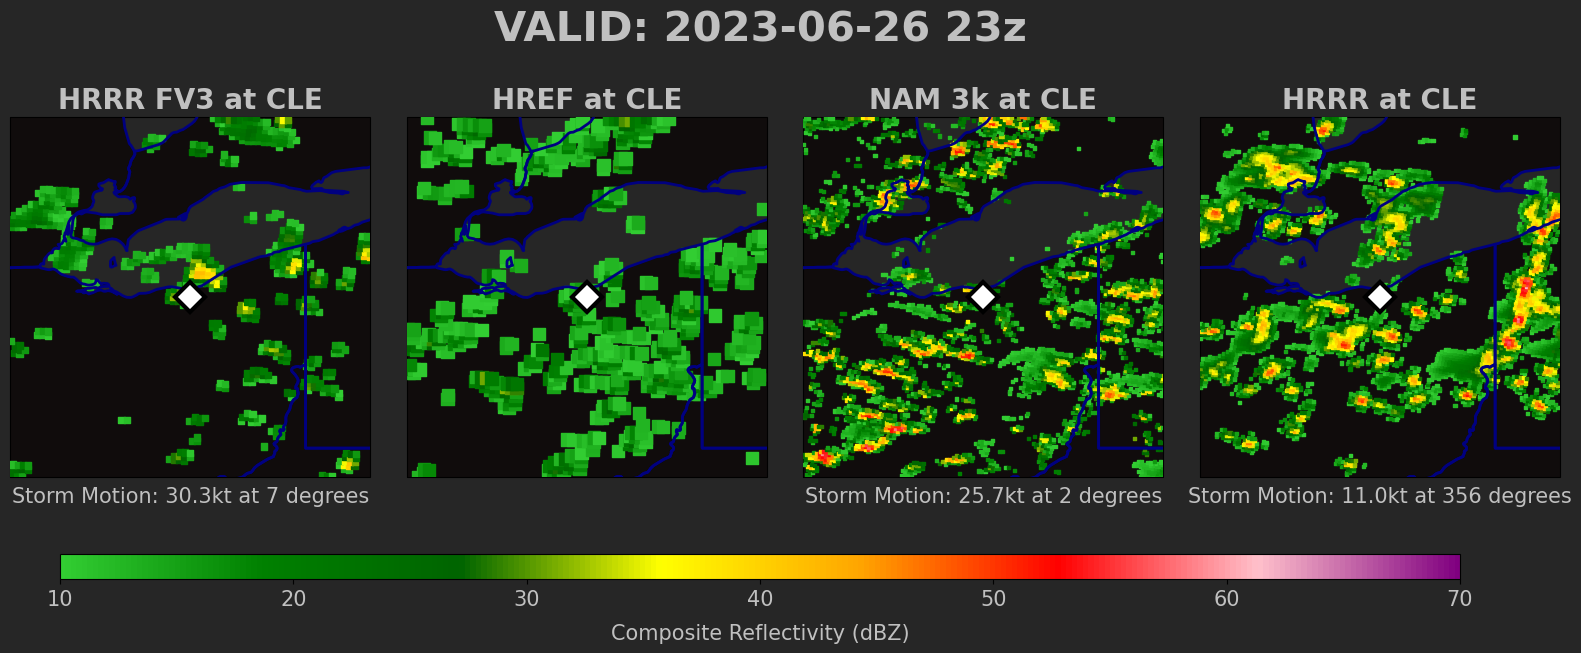 VALID: 2023-06-26 23z
HRRR FV3 at CLE
HREF at CLE
NAM 3k at CLE
HRRR at CLE
Storm Motion: 30.3kt at 7 degrees
Storm Motion: 25.7kt at 2 degrees
Storm Motion: 11.0kt at 356 degrees
10 20 30 40 50 60 70
Composite Reflectivity (dBZ)